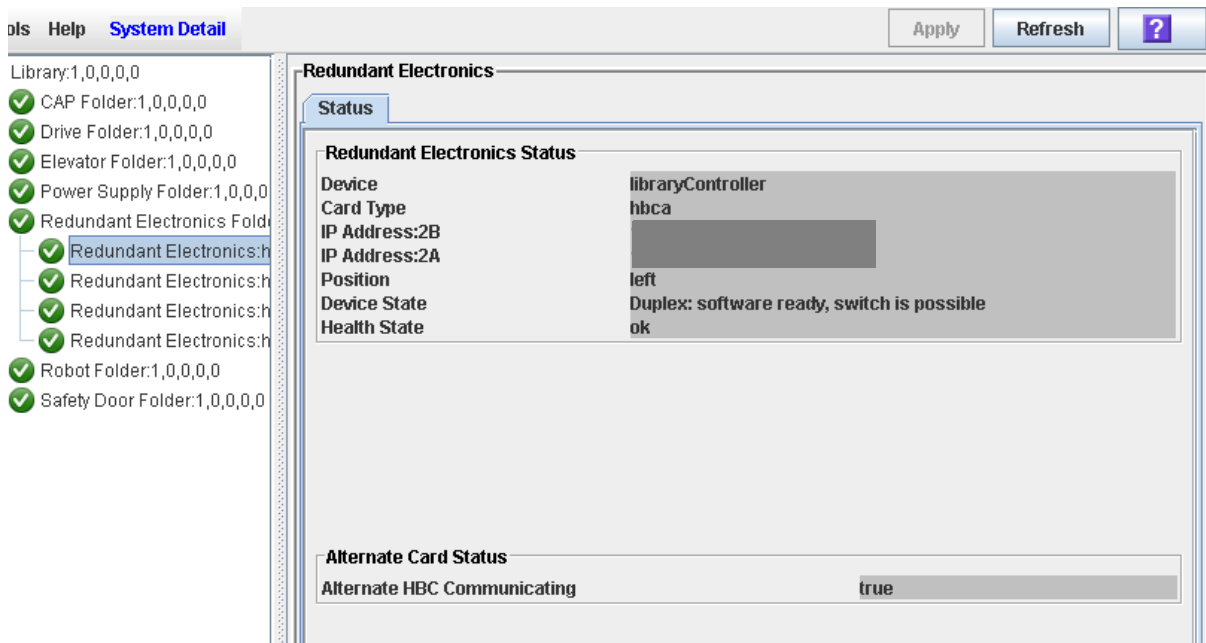 ols Help System Detail
Apply Refresh ?
Library:1,0,0,0,0
CAP Folder:1,0,0,0,0
Drive Folder:1,0,0,0,0
Elevator Folder:1,0,0,0,0
Power Supply Folder:1,0,0,0
Redundant Electronics Folde
Redundant Electronics:h
Redundant Electronics:h
Redundant Electronics:h
Redundant Electronics:h
Robot Folder:1,0,0,0,0
Safety Door Folder:1,0,0,0,0
Redundant Electronics
Status
Redundant Electronics Status
Device libraryController
Card Type hbca
IP Address:2B
IP Address:2A
Position left
Device State Duplex: software ready, switch is possible
Health State ok
Alternate Card Status
Alternate HBC Communicating true